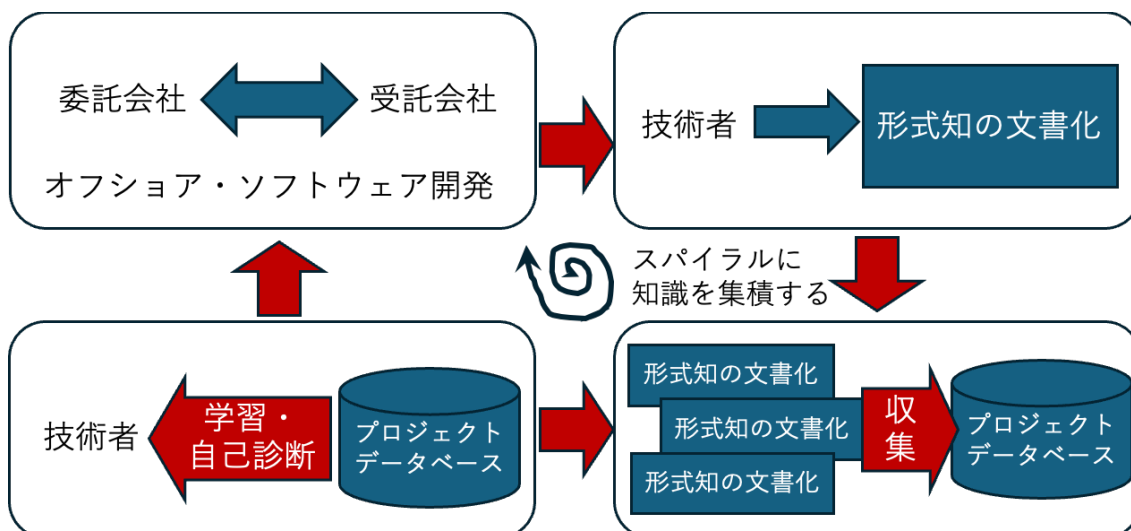 委託会社
受託会社
オフショア・ソフトウェア開発
技術者
形式知の文書化
スパイラルに
知識を集積する
技術者
学習・
自己診断
プロジェクト
データベース
形式知の文書化
形式知の文書化
形式知の文書化
収
集
プロジェクト
データベース